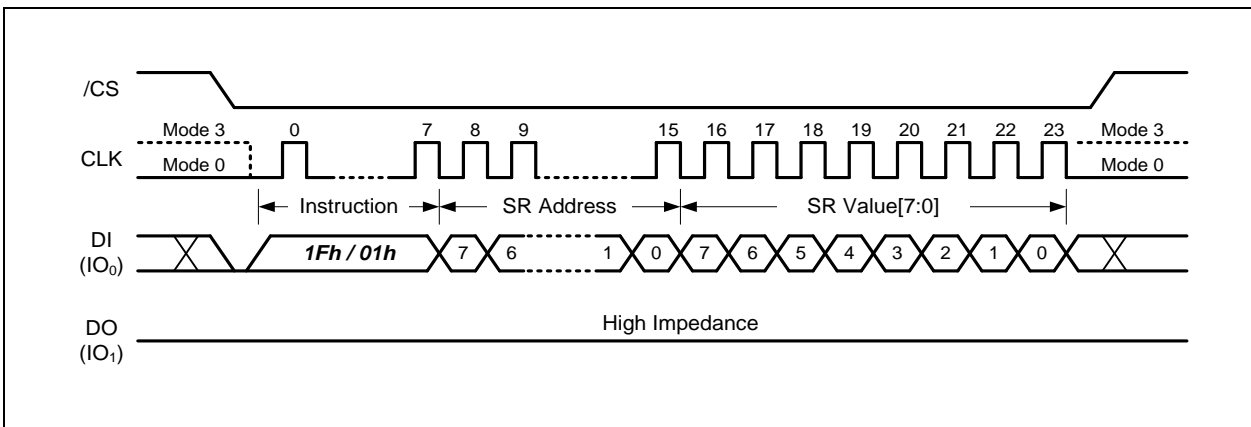 /CS
Mode 3 0 7 8 9 15 16 17 18 19 20 21 22 23 Mode 3
CLK
Mode 0 Mode 0
Instruction SR Address SR Value[7:0]
DI
(IO₀)
1Fh / 01h 7 6 1 0 7 6 5 4 3 2 1 0
High Impedance
DO
(IO₁)